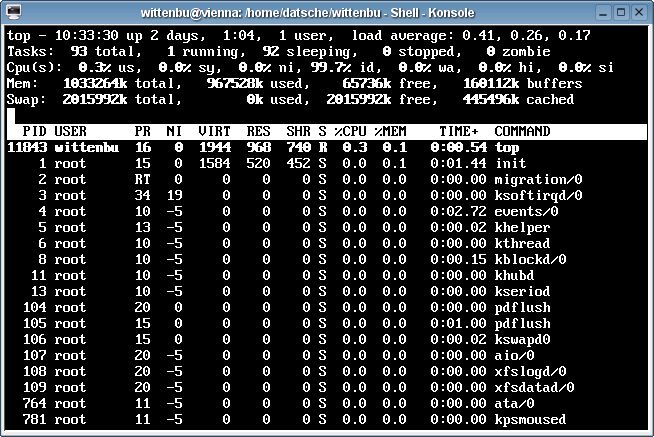 wittenbu@vienna: /home/datsche/wittenbu - Shell - Konsole
top - 10:33:30 up 2 days,  1:04,  1 user,  load average: 0.41, 0.26, 0.17
Tasks:  93 total,   1 running,  92 sleeping,   0 stopped,   0 zombie
Cpu(s):  0.3% us,  0.0% sy,  0.0% ni, 99.7% id,  0.0% wa,  0.0% hi,  0.0% si
Mem:   1033264k total,   967528k used,    65736k free,   160112k buffers
Swap:  2015992k total,        0k used,  2015992k free,   445496k cached
PID USER      PR  NI  VIRT  RES  SHR S %CPU %MEM    TIME+  COMMAND
11843 wittenbu  16   0  1944  968  740 R  0.3  0.1   0:00.54 top
1 root      15   0  1584  520  452 S  0.0  0.1   0:01.44 init
2 root      RT   0     0    0    0 S  0.0  0.0   0:00.00 migration/0
3 root      34  19     0    0    0 S  0.0  0.0   0:00.00 ksoftirqd/0
4 root      10  -5     0    0    0 S  0.0  0.0   0:02.72 events/0
5 root      13  -5     0    0    0 S  0.0  0.0   0:00.02 khelper
6 root      10  -5     0    0    0 S  0.0  0.0   0:00.00 kthread
8 root      10  -5     0    0    0 S  0.0  0.0   0:00.15 kblockd/0
11 root      10  -5     0    0    0 S  0.0  0.0   0:00.00 khubd
13 root      10  -5     0    0    0 S  0.0  0.0   0:00.00 kseriod
104 root      20   0     0    0    0 S  0.0  0.0   0:00.00 pdflush
105 root      15   0     0    0    0 S  0.0  0.0   0:01.00 pdflush
106 root      15   0     0    0    0 S  0.0  0.0   0:00.02 kswapd0
107 root      20  -5     0    0    0 S  0.0  0.0   0:00.00 aio/0
108 root      20  -5     0    0    0 S  0.0  0.0   0:00.00 xfslogd/0
109 root      20  -5     0    0    0 S  0.0  0.0   0:00.00 xfsdatad/0
764 root      11  -5     0    0    0 S  0.0  0.0   0:00.00 ata/0
781 root      11  -5     0    0    0 S  0.0  0.0   0:00.00 kpsmoused